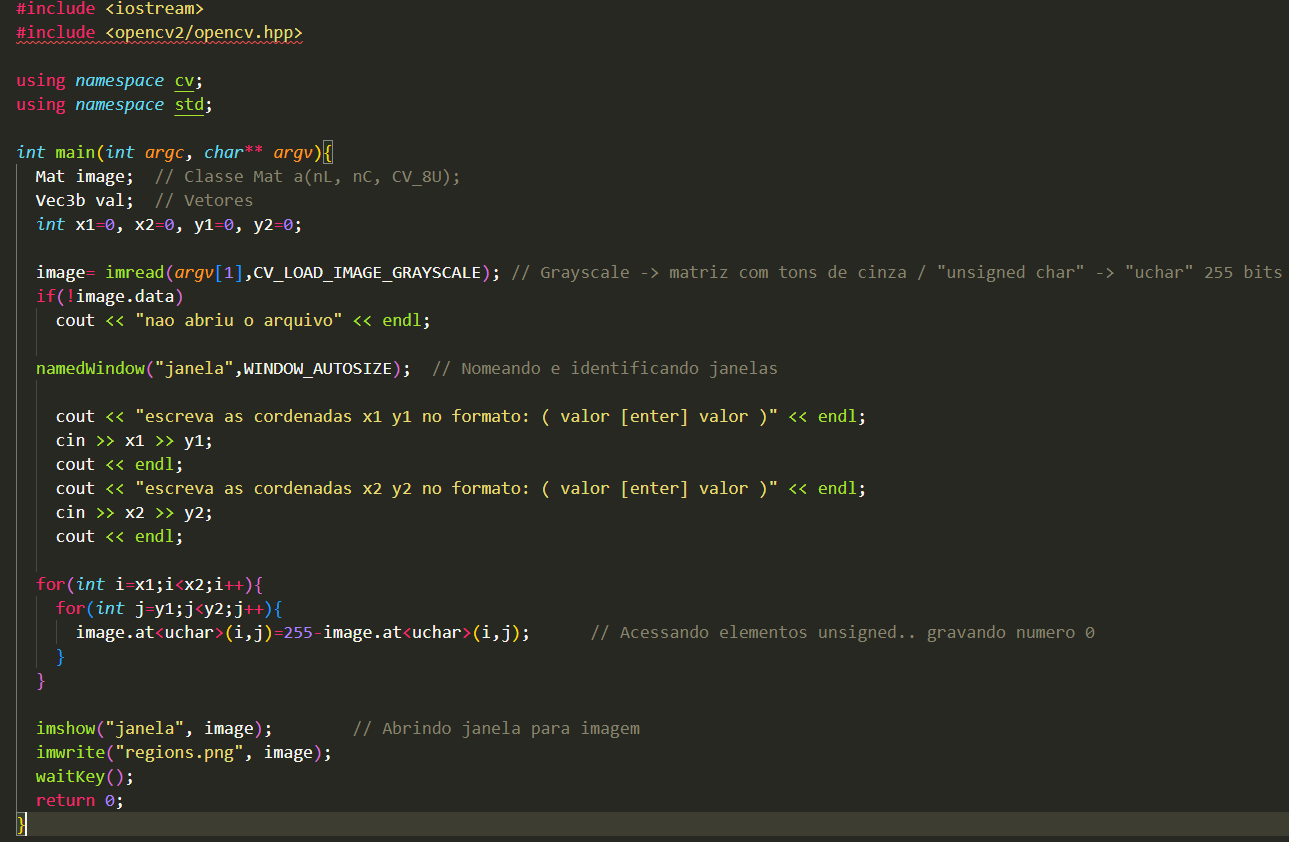 #include <iostream>
#include <opencv2/opencv.hpp>
using namespace cv;
using namespace std;
int main(int argc, char** argv){
Mat image;  // Classe Mat a(nL, nC, CV_8U);
Vec3b val;  // Vetores
int x1=0, x2=0, y1=0, y2=0;
image= imread(argv[1],CV_LOAD_IMAGE_GRAYSCALE); // Grayscale -> matriz com tons de cinza / "unsigned char" -> "uchar" 255 bits
if(!image.data)
cout << "nao abriu o arquivo" << endl;
namedWindow("janela",WINDOW_AUTOSIZE);  // Nomeando e identificando janelas
cout << "escreva as cordenadas x1 y1 no formato: ( valor [enter] valor )" << endl;
cin >> x1 >> y1;
cout << endl;
cout << "escreva as cordenadas x2 y2 no formato: ( valor [enter] valor )" << endl;
cin >> x2 >> y2;
cout << endl;
for(int i=x1;i<x2;i++){
for(int j=y1;j<y2;j++){
image.at<uchar>(i,j)=255-image.at<uchar>(i,j);      // Acessando elementos unsigned.. gravando numero 0
}
}
imshow("janela", image);        // Abrindo janela para imagem
imwrite("regions.png", image);
waitKey();
return 0;
}